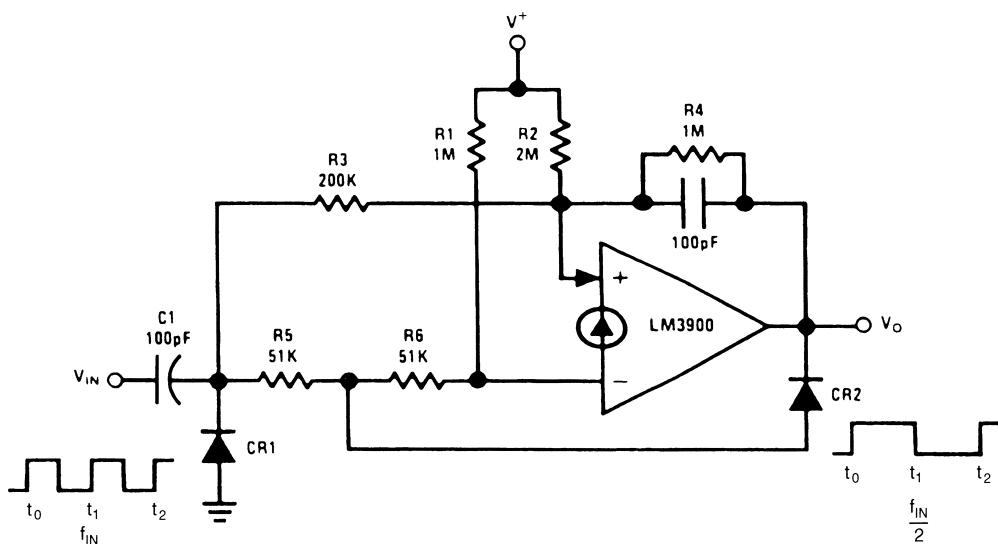 V+
R1
1M
R2
2M
R4
1M
R3
200K
100pF
+
LM3900
VO
C1
100pF
R5
51K
R6
51K
VIN
−
CR1
CR2
t0 t1 t2
fIN
t0 t1 t2
fIN
2